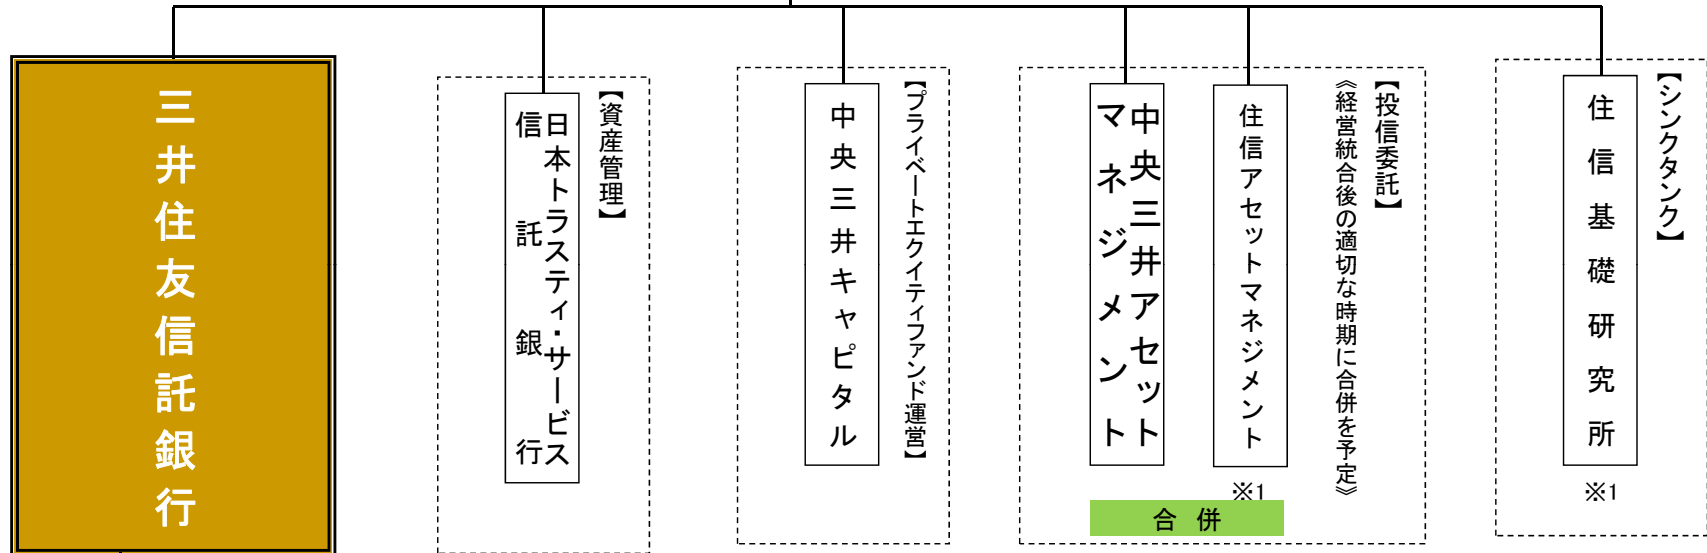 三井住友信託銀行
【資産管理】
日本トラスティ・サービス
信託銀行
【プライベートエクイティファンド運営】
中央三井キャピタル
【投信委託】
《経営統合後の適切な時期に合併を予定》
住信アセットマネジメント
※1
中央三井アセット
マネジメント
合併
【シンクタンク】
住信基礎研究所
※1